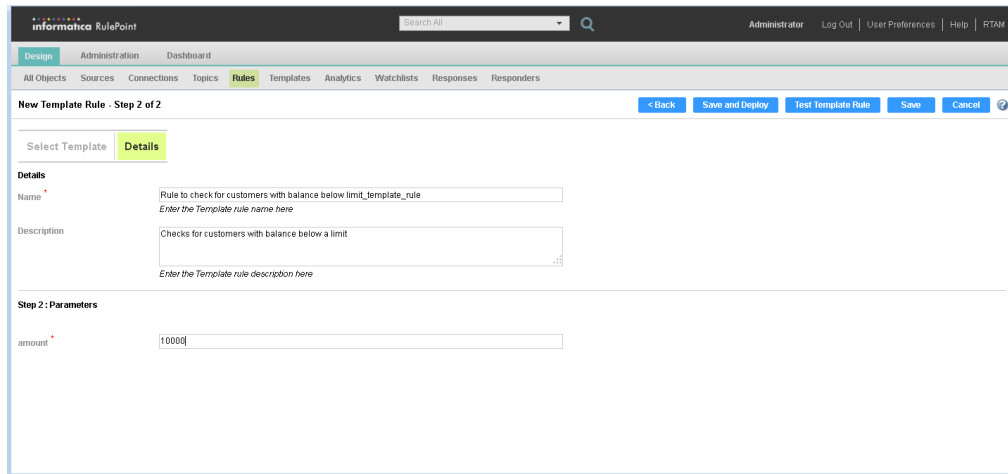 informatica RulePoint
Search All
Administrator Log Out | User Preferences | Help | RTAM
Design Administration Dashboard
All Objects Sources Connections Topics Rules Templates Analytics Watchlists Responses Responders
New Template Rule - Step 2 of 2
< Back Save and Deploy Test Template Rule Save Cancel ?
Select Template Details
Details
Name *
Rule to check for customers with balance below limit_template_rule
Enter the Template rule name here
Description
Checks for customers with balance below a limit
Enter the Template rule description here
Step 2 : Parameters
amount *
10000